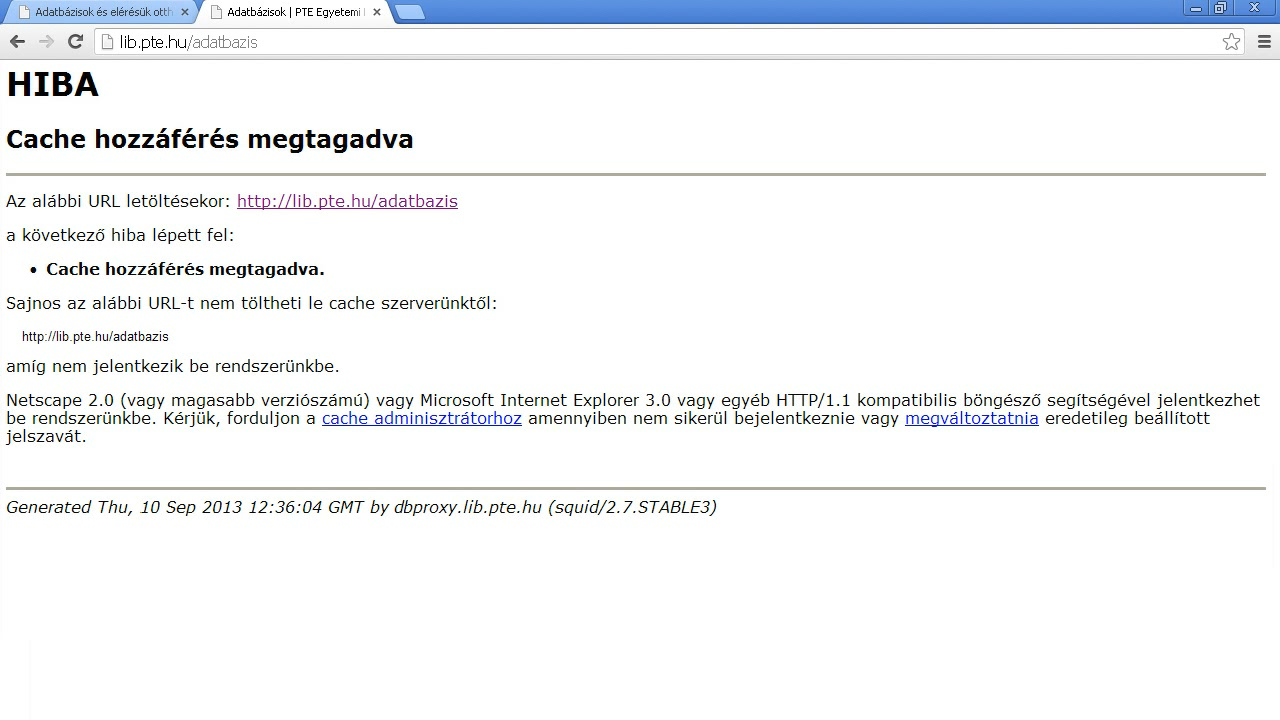 Adatbázisok és elérésük otth
Adatbázisok | PTE Egyetemi
lib.pte.hu/adatbazis
HIBA
Cache hozzáférés megtagadva
Az alábbi URL letöltésekor: http://lib.pte.hu/adatbazis
a következő hiba lépett fel:
• Cache hozzáférés megtagadva.
Sajnos az alábbi URL-t nem töltheti le cache szerverünktől:
http://lib.pte.hu/adatbazis
amíg nem jelentkezik be rendszerünkbe.
Netscape 2.0 (vagy magasabb verziószámú) vagy Microsoft Internet Explorer 3.0 vagy egyéb HTTP/1.1 kompatibilis böngésző segítségével jelentkezhet
be rendszerünkbe. Kérjük, forduljon a cache adminisztrátorhoz amennyiben nem sikerül bejelentkeznie vagy megváltoztatnia eredetileg beállított
jelszavát.
Generated Thu, 10 Sep 2013 12:36:04 GMT by dbproxy.lib.pte.hu (squid/2.7.STABLE3)